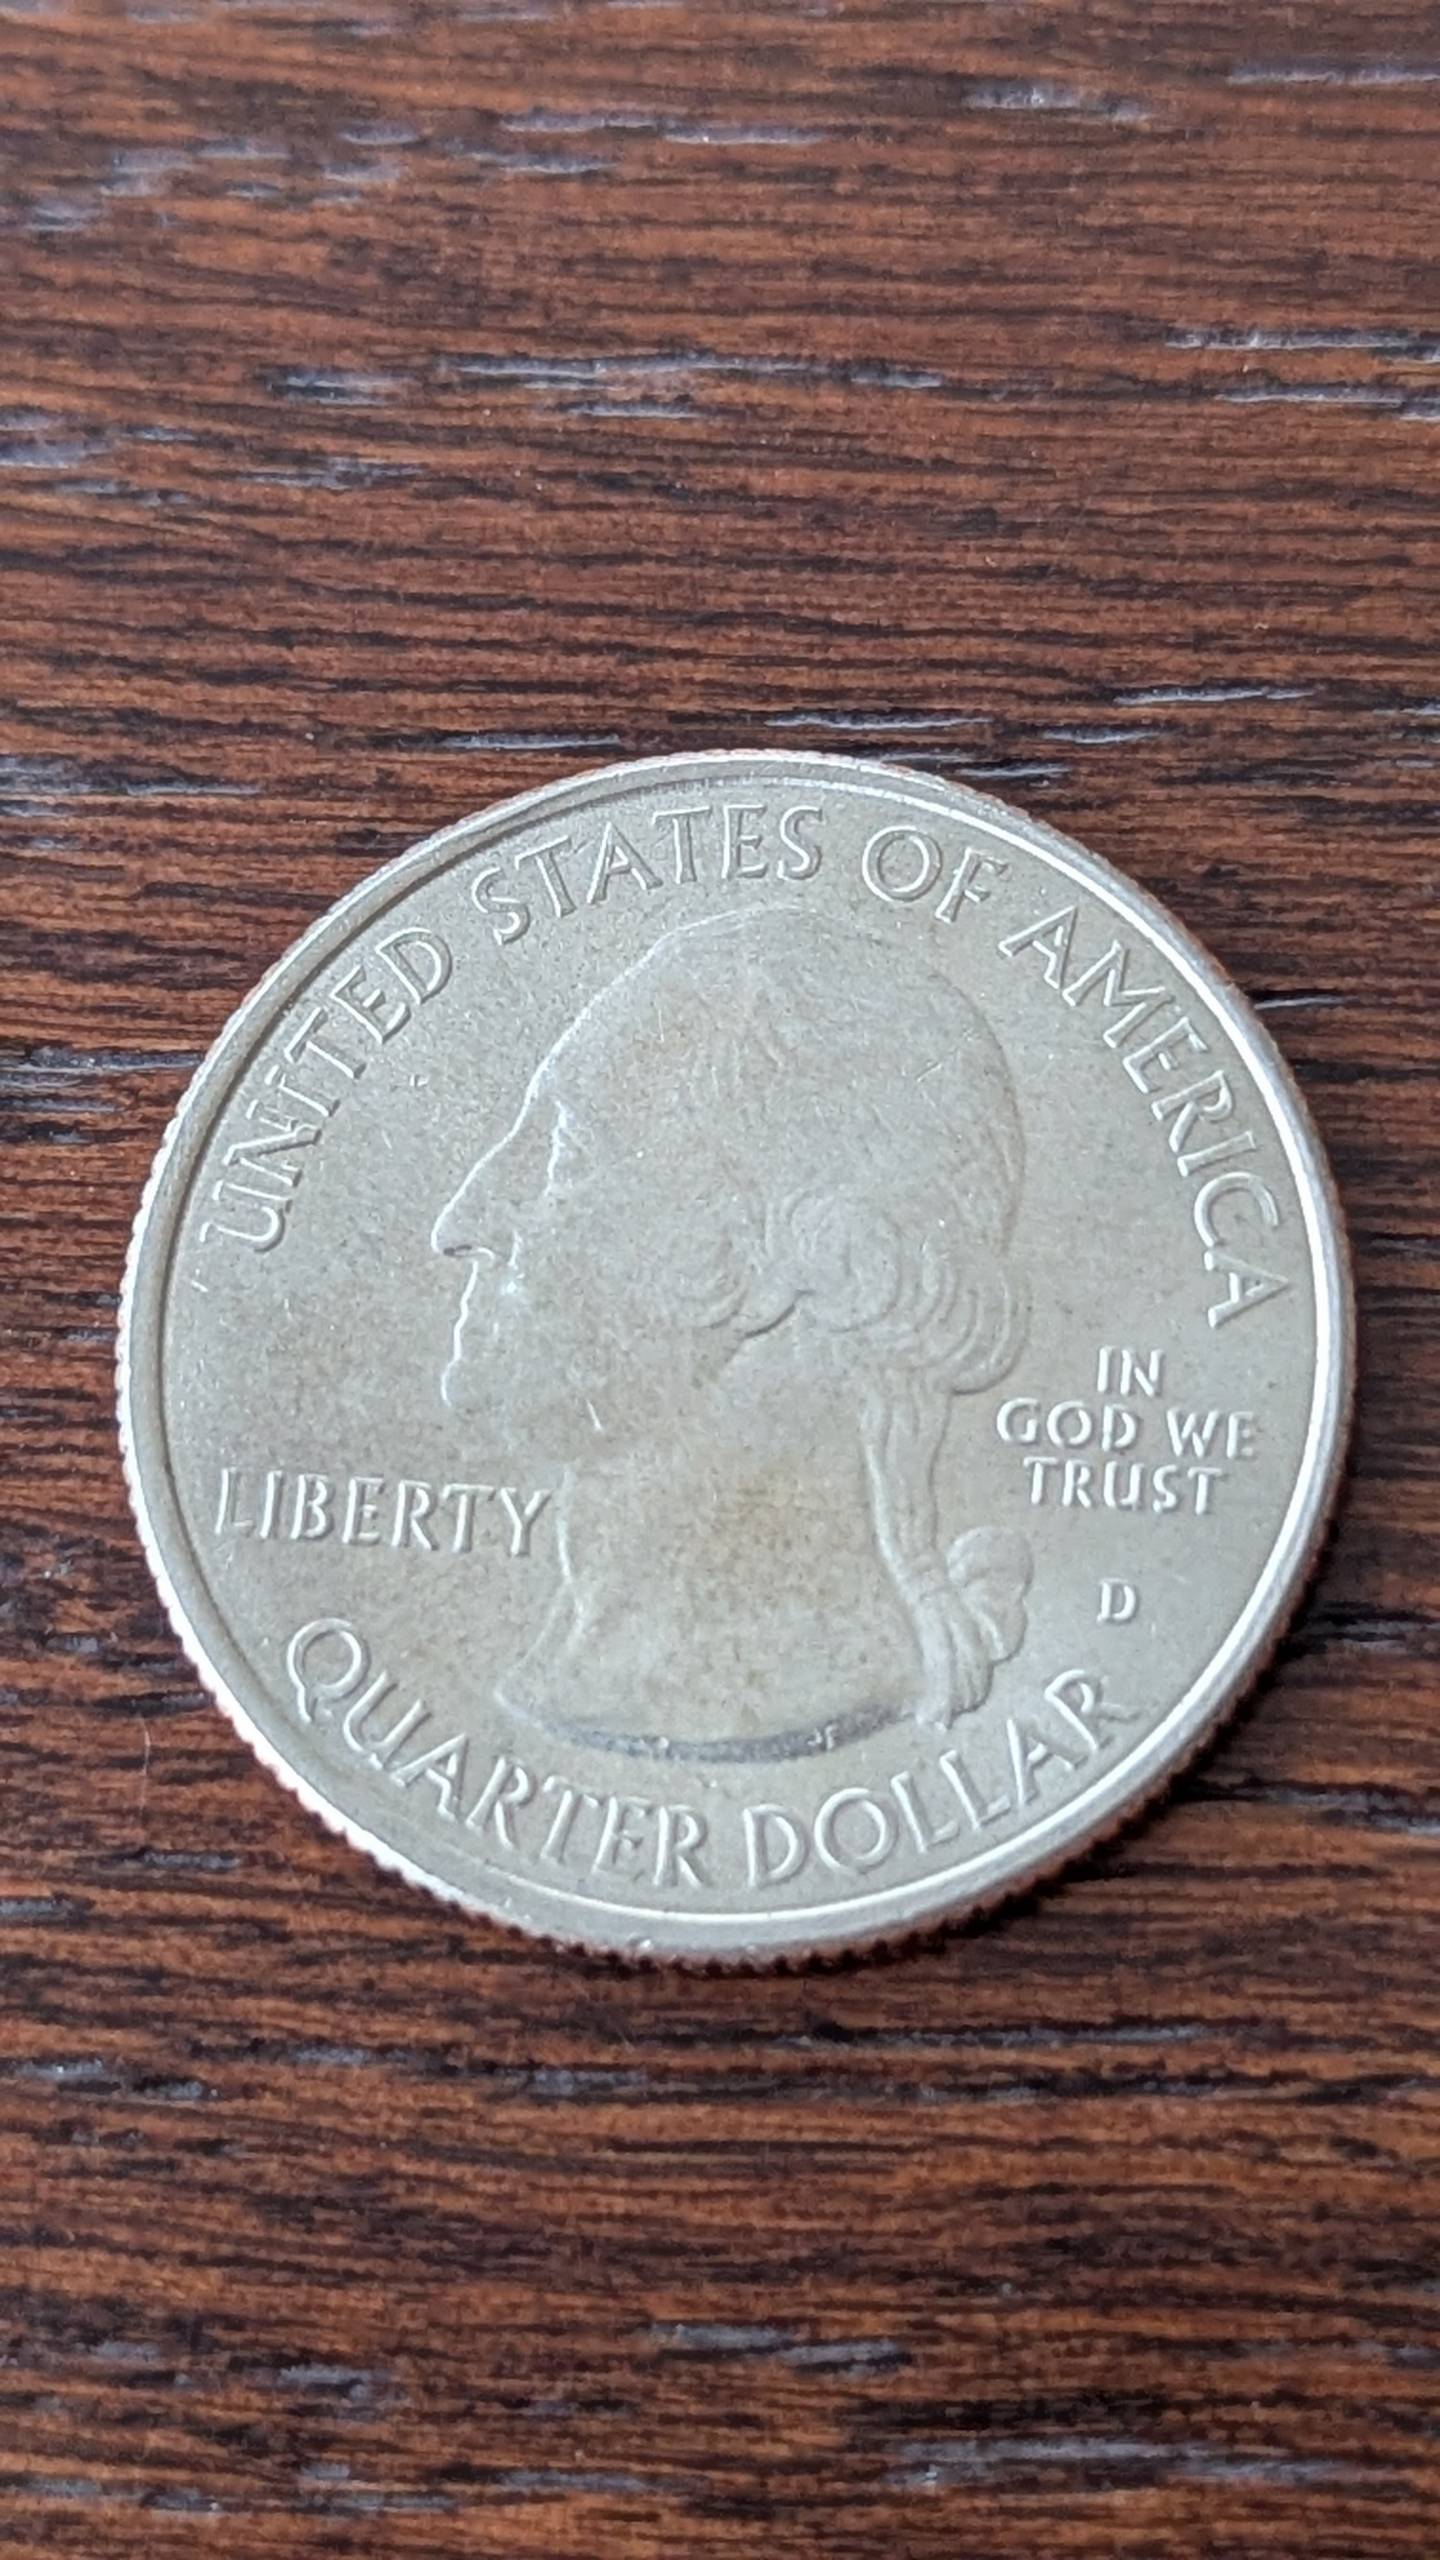 UNITED STATES OF AMERICA
LIBERTY
IN
GOD WE
TRUST
D
QUARTER DOLLAR